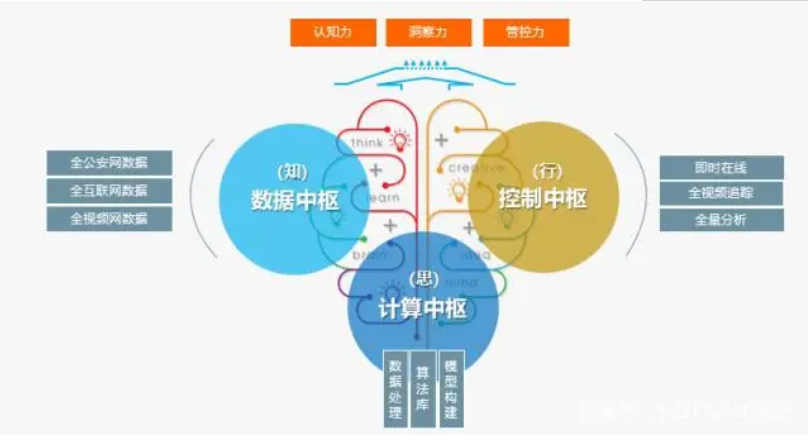 认知力
洞察力
管控力
think
creative
learn
brain
idea
全公安网数据
全互联网数据
全视频网数据
(知)
数据中枢
(行)
控制中枢
即时在线
全视频追踪
全量分析
(思)
计算中枢
数据处理
算法库
模型构建